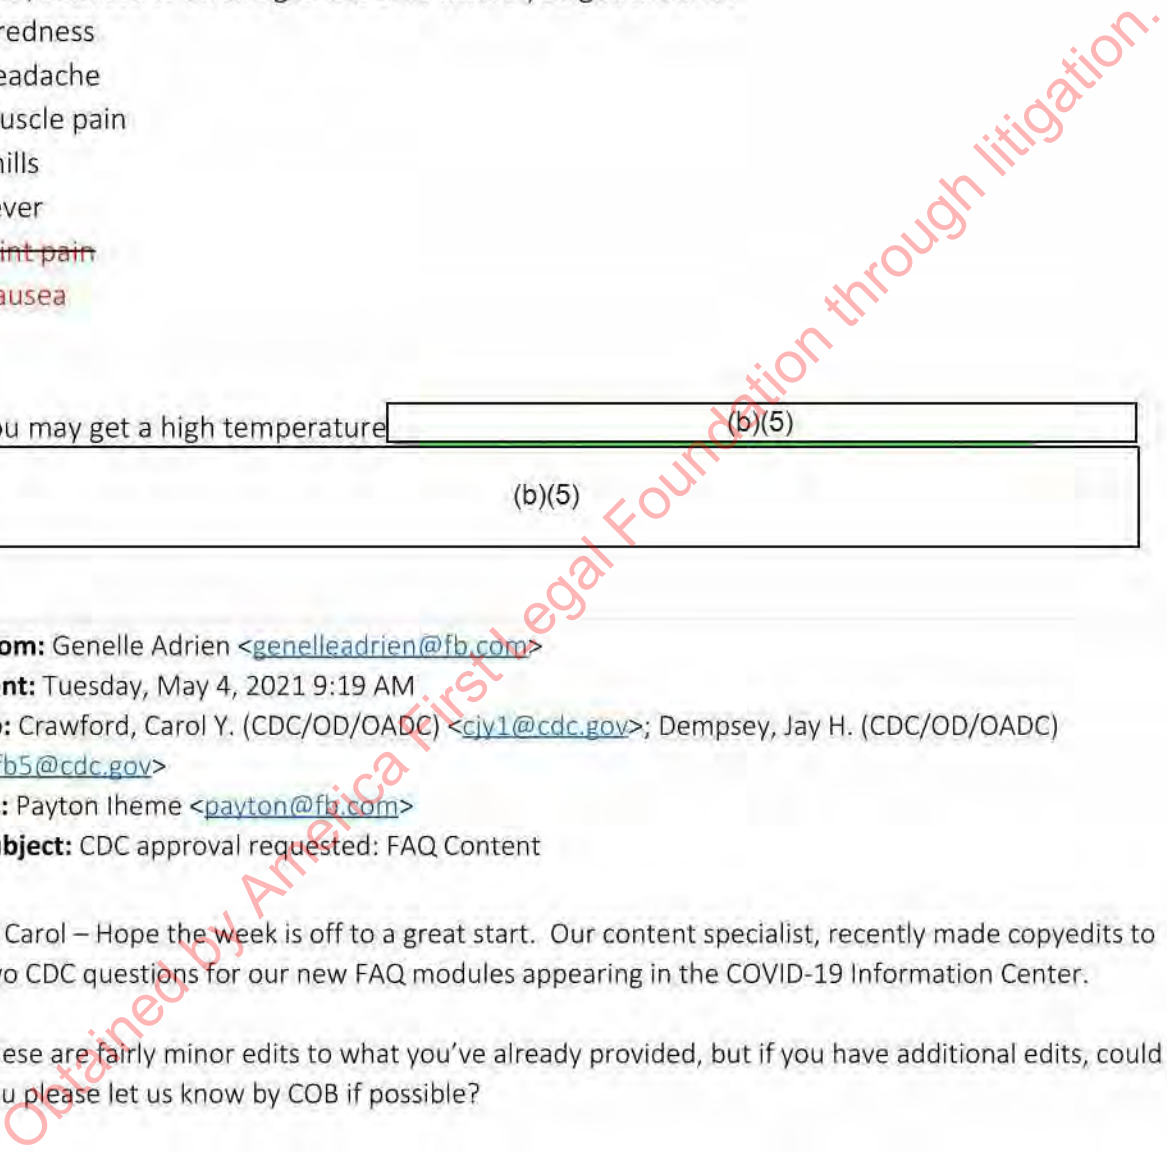 redness
eadache
uscle pain
hills
ever
int pain
ausea
ou may get a high temperature (b)(5)
(b)(5)
om: Genelle Adrien <genelleadrien@fb.com>
nt: Tuesday, May 4, 2021 9:19 AM
o: Crawford, Carol Y. (CDC/OD/OADC) <cjy1@cdc.gov>; Dempsey, Jay H. (CDC/OD/OADC)
fb5@cdc.gov>
: Payton Iheme <payton@fb.com>
bject: CDC approval requested: FAQ Content
Carol – Hope the week is off to a great start. Our content specialist, recently made copyedits to
vo CDC questions for our new FAQ modules appearing in the COVID-19 Information Center.
ese are fairly minor edits to what you've already provided, but if you have additional edits, could
u please let us know by COB if possible?
Obtained by America First Legal Foundation through litigation.